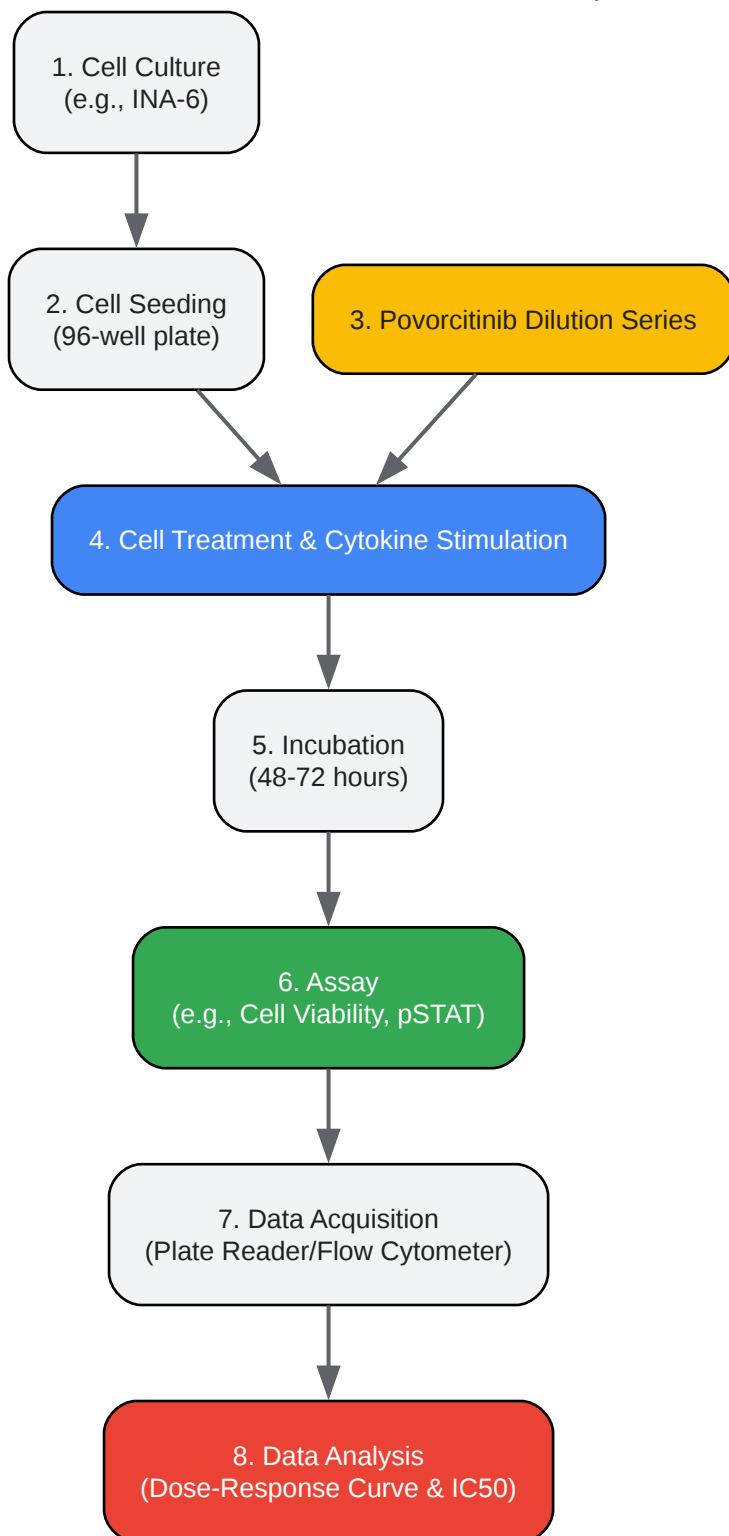 1. Cell Culture
(e.g., INA-6)
2. Cell Seeding
(96-well plate)
3. Povorcitinib Dilution Series
4. Cell Treatment & Cytokine Stimulation
5. Incubation
(48-72 hours)
6. Assay
(e.g., Cell Viability, pSTAT)
7. Data Acquisition
(Plate Reader/Flow Cytometer)
8. Data Analysis
(Dose-Response Curve & IC50)